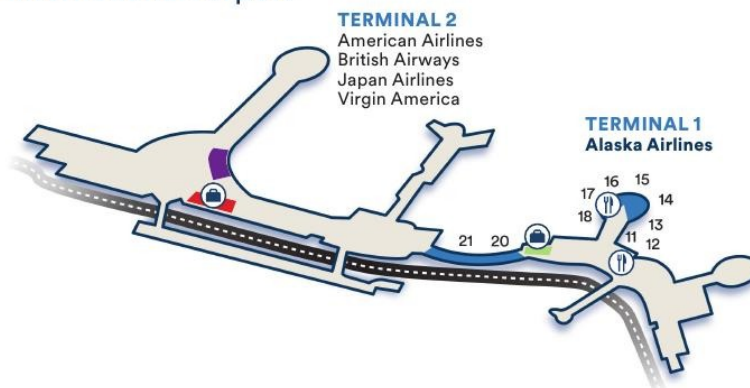 TERMINAL 2
American Airlines
British Airways
Japan Airlines
Virgin America
TERMINAL 1
Alaska Airlines
16 15
17 14
18 13
11
12
21 20